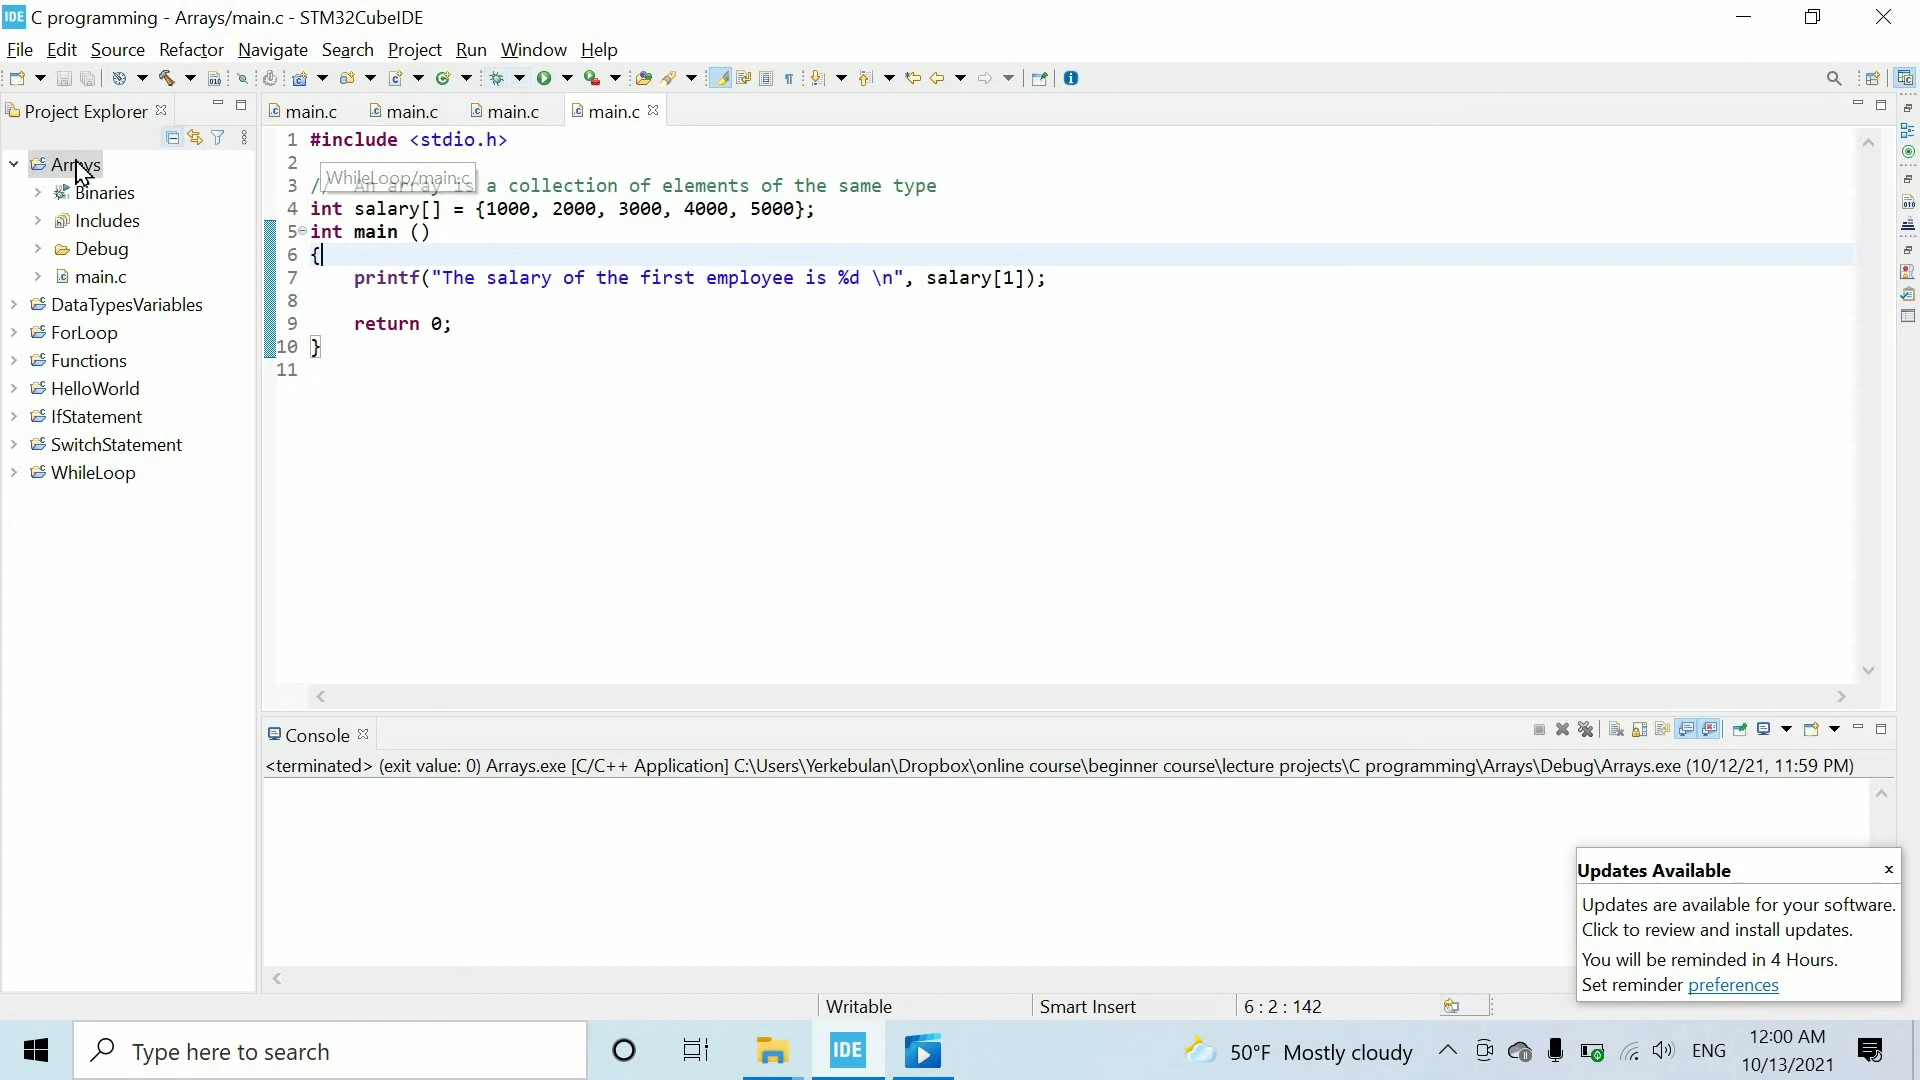 IDE C programming - Arrays/main.c - STM32CubeIDE
File Edit Source Refactor Navigate Search Project Run Window Help
Project Explorer
main.c main.c main.c main.c
Arrays
Binaries
Includes
Debug
main.c
DataTypesVariables
ForLoop
Functions
HelloWorld
IfStatement
SwitchStatement
WhileLoop
1 #include <stdio.h>
2
WhileLoop/main.c
3 // An array is a collection of elements of the same type
4 int salary[] = {1000, 2000, 3000, 4000, 5000};
5 int main ()
6 {
7 printf("The salary of the first employee is %d \n", salary[1]);
8
9 return 0;
10 }
11
Console
<terminated> (exit value: 0) Arrays.exe [C/C++ Application] C:\Users\Yerkebulan\Dropbox\online course\beginner course\lecture projects\C programming\Arrays\Debug\Arrays.exe (10/12/21, 11:59 PM)
Updates Available
Updates are available for your software.
Click to review and install updates.
You will be reminded in 4 Hours.
Set reminder preferences
Writable Smart Insert 6 : 2 : 142
Type here to search
IDE
50°F Mostly cloudy
ENG
12:00 AM
10/13/2021